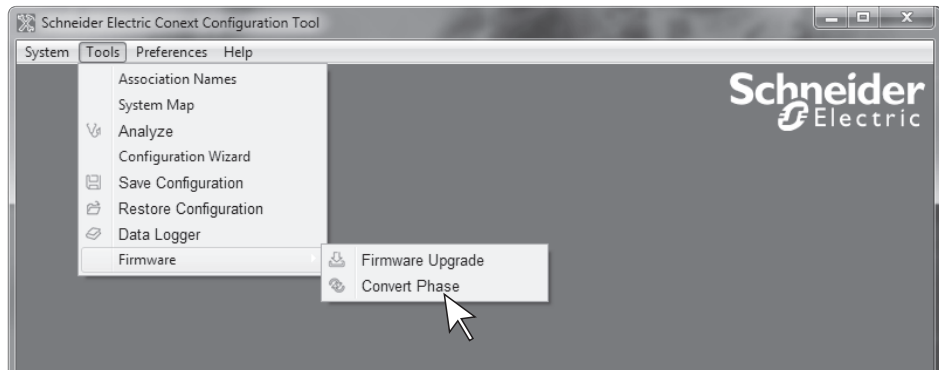 Schneider Electric Conext Configuration Tool
System Tools Preferences Help
Association Names
System Map
Analyze
Configuration Wizard
Save Configuration
Restore Configuration
Data Logger
Firmware
Firmware Upgrade
Convert Phase
Schneider
Electric